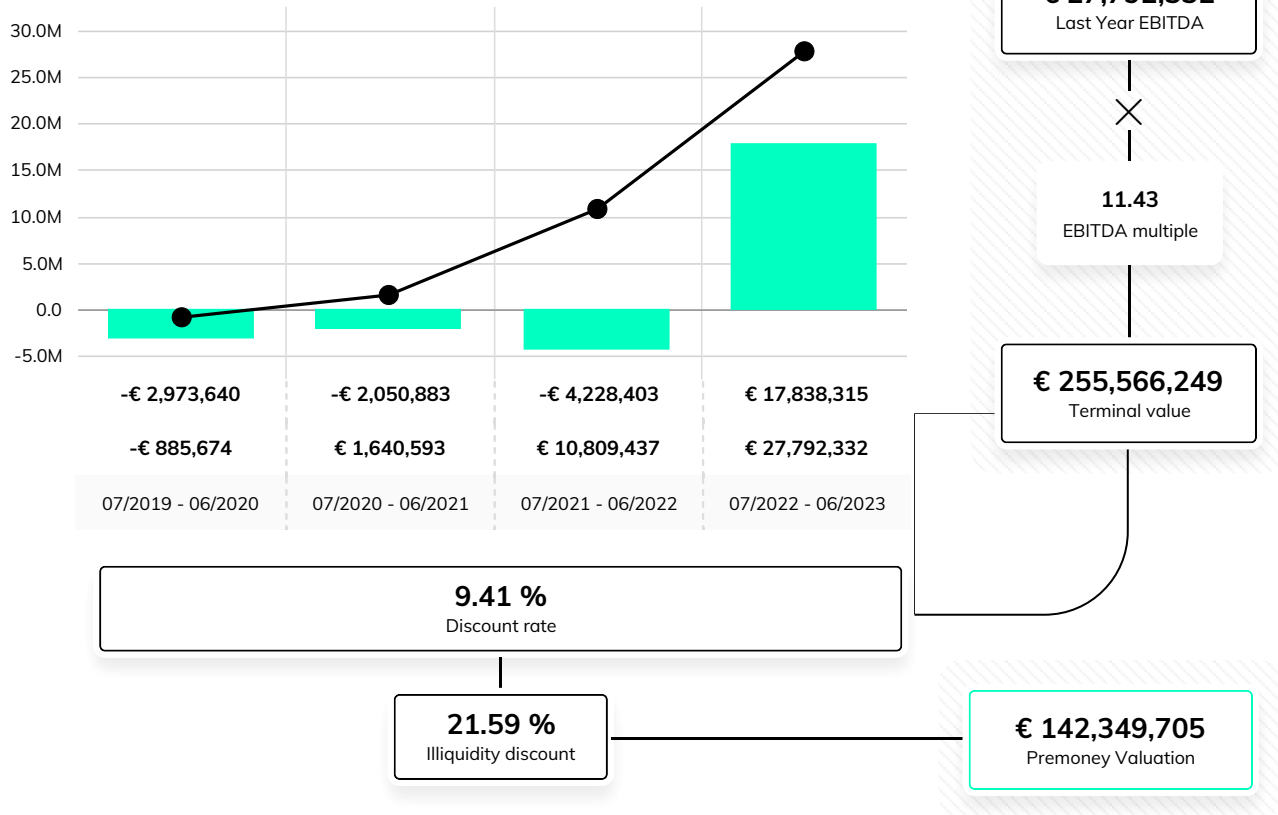 30.0M
25.0M
20.0M
15.0M
10.0M
5.0M
0.0
-5.0M
-€ 2,973,640 -€ 2,050,883 -€ 4,228,403 € 17,838,315
-€ 885,674 € 1,640,593 € 10,809,437 € 27,792,332
07/2019 - 06/2020 07/2020 - 06/2021 07/2021 - 06/2022 07/2022 - 06/2023
9.41 %
Discount rate
21.59 %
Illiquidity discount
Last Year EBITDA
11.43
EBITDA multiple
€ 255,566,249
Terminal value
€ 142,349,705
Premoney Valuation